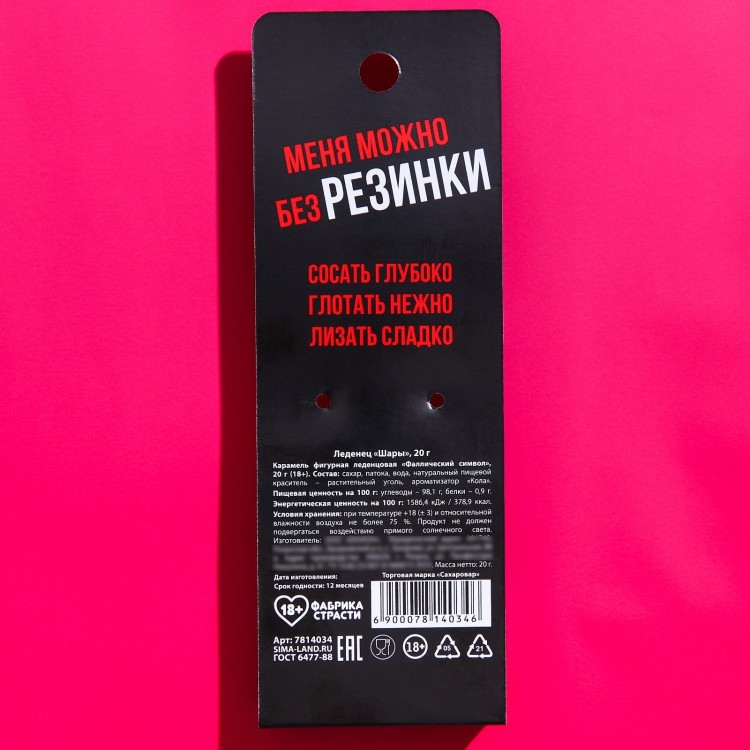 МЕНЯ МОЖНО
БЕЗ РЕЗИНКИ
СОСАТЬ ГЛУБОКО
ГЛОТАТЬ НЕЖНО
ЛИЗАТЬ СЛАДКО
Леденец «Шары», 20 г
Карамель фигурная леденцовая «Фаллический символ»,
20 г (18+). Состав: сахар, патока, вода, натуральный пищевой
краситель – растительный уголь, ароматизатор «Кола».
Пищевая ценность на 100 г: углеводы – 98,1 г, белки – 0,9 г.
Энергетическая ценность на 100 г: 1586,4 кДж / 378,9 ккал.
Условия хранения: при температуре +18 (± 3) и относительной
влажности воздуха не более 75 %. Продукт не должен
подвергаться воздействию прямого солнечного света.
Изготовитель:
Масса нетто: 20 г.
Дата изготовления:
Срок годности: 12 месяцев
Торговая марка «Сахаровар»
18+ ФАБРИКА
СТРАСТИ
6 900078 140346
Арт: 7814034
SIMA-LAND.RU
ГОСТ 6477-88
EAC
18+
05
21